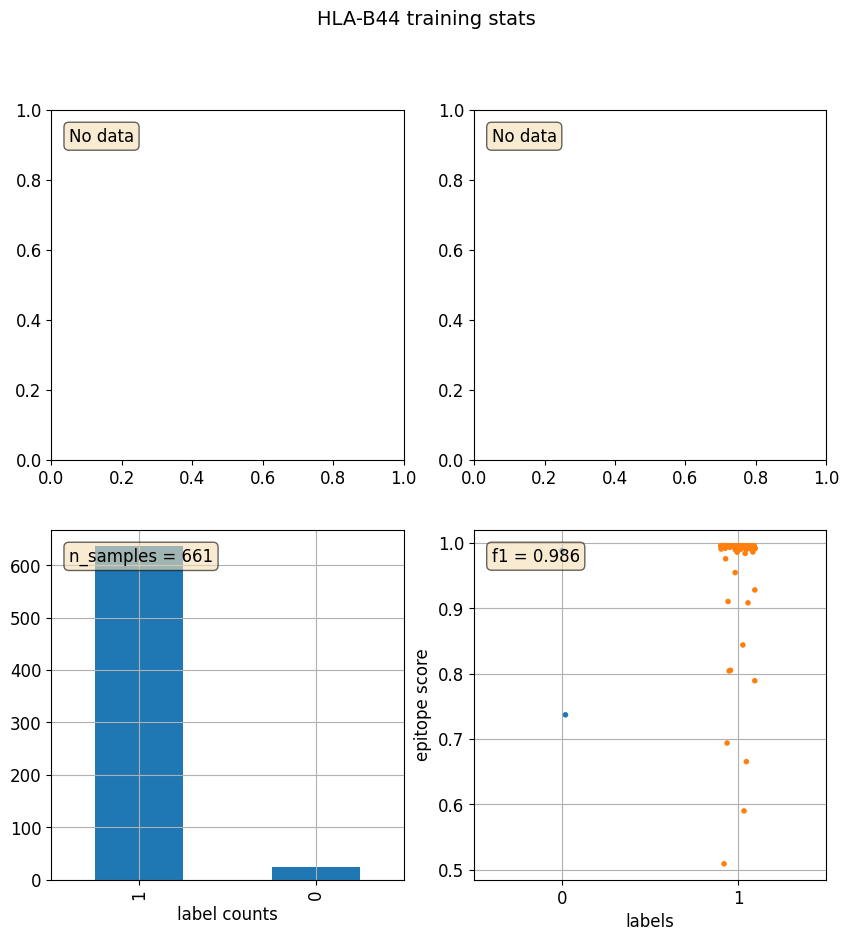 HLA-B44 training stats
No data
1.0
0.8
0.6
0.4
0.2
0.0
0.0 0.2 0.4 0.6 0.8 1.0
No data
1.0
0.8
0.6
0.4
0.2
0.0
0.0 0.2 0.4 0.6 0.8 1.0
n_samples = 661
600
500
400
300
200
100
0
1 0
label counts
f1 = 0.986
1.0
0.9
0.8
0.7
0.6
0.5
epitope score
0 1
labels